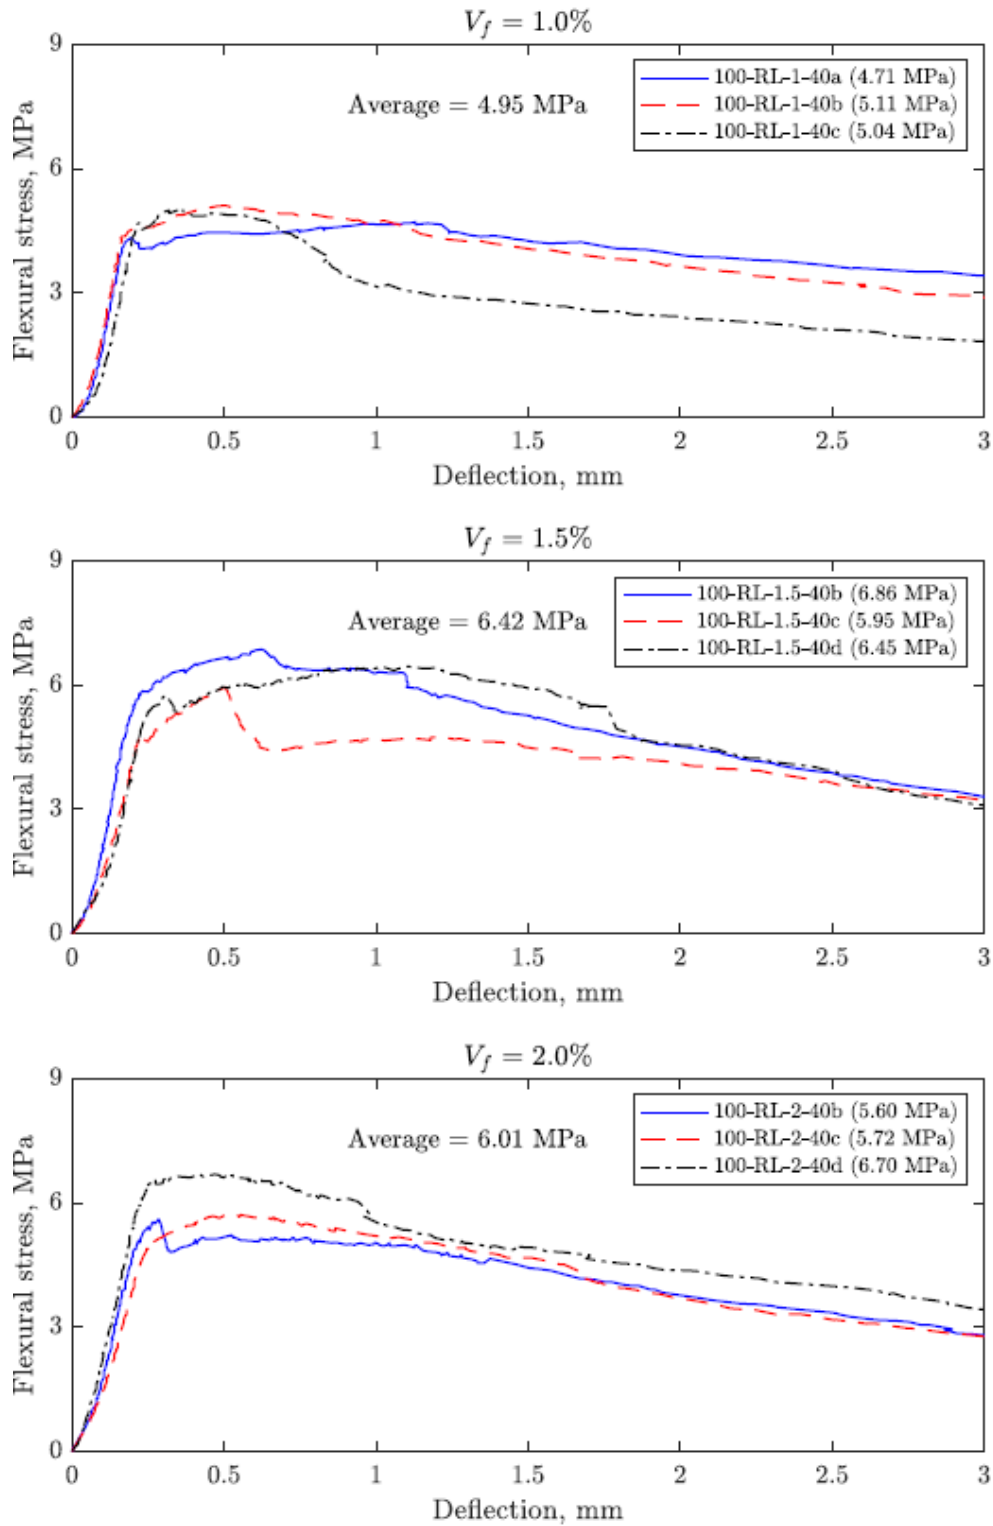 V_f = 1.0%
9
100-RL-1-40a (4.71 MPa)
Average = 4.95 MPa
100-RL-1-40b (5.11 MPa)
100-RL-1-40c (5.04 MPa)
6
Flexural stress, MPa
3
0
0 0.5 1 1.5 2 2.5 3
Deflection, mm
V_f = 1.5%
9
100-RL-1.5-40b (6.86 MPa)
Average = 6.42 MPa
100-RL-1.5-40c (5.95 MPa)
100-RL-1.5-40d (6.45 MPa)
6
Flexural stress, MPa
3
0
0 0.5 1 1.5 2 2.5 3
Deflection, mm
V_f = 2.0%
9
100-RL-2-40b (5.60 MPa)
Average = 6.01 MPa
100-RL-2-40c (5.72 MPa)
100-RL-2-40d (6.70 MPa)
6
Flexural stress, MPa
3
0
0 0.5 1 1.5 2 2.5 3
Deflection, mm